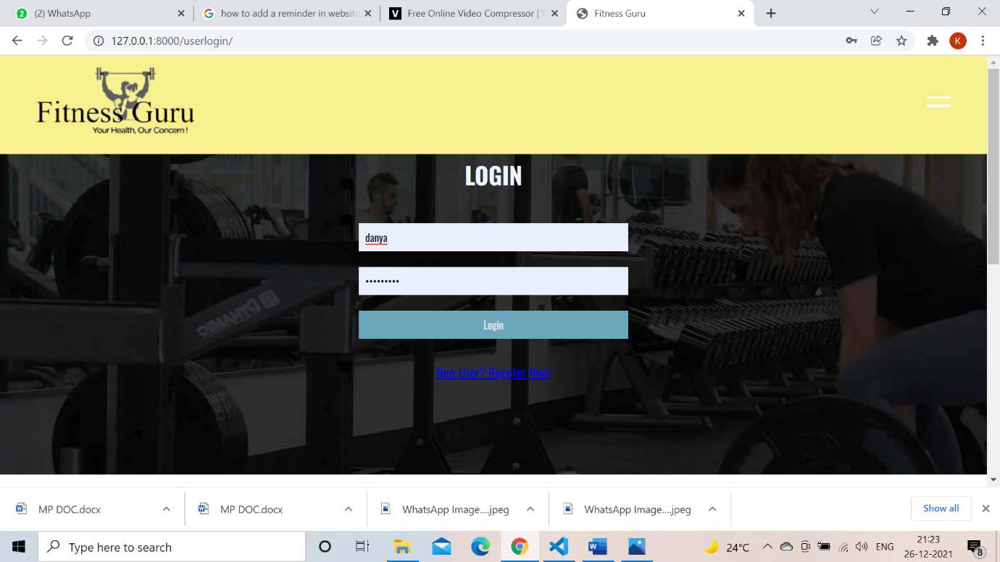 (2) WhatsApp
how to add a reminder in website
Free Online Video Compressor |
Fitness Guru
127.0.0.1:8000/userlogin/
K
Fitness Guru
Your Health, Our Concern!
LOGIN
danya
•••••••••
Login
New User? Register Now!
DYNAMIC
MP DOC.docx
MP DOC.docx
WhatsApp Image....jpeg
WhatsApp Image....jpeg
Show all
Type here to search
24°C
ENG
21:23
26-12-2021
8